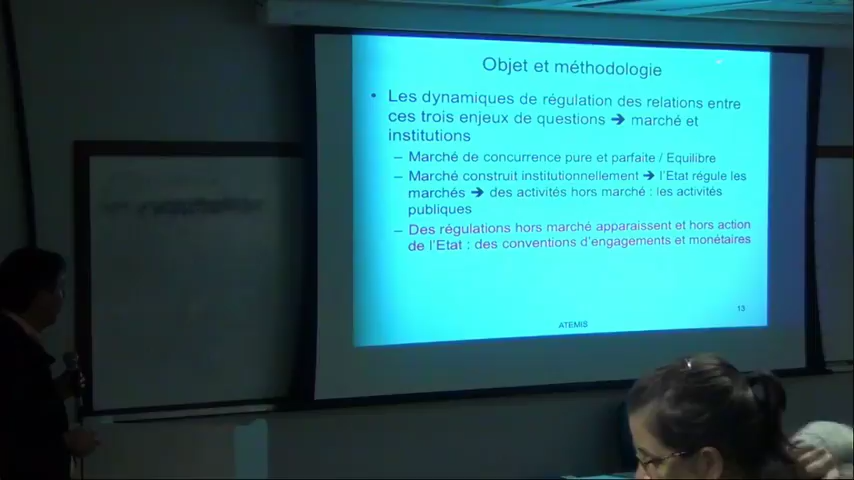 Objet et méthodologie
• Les dynamiques de régulation des relations entre
ces trois enjeux de questions ➔ marché et
institutions
– Marché de concurrence pure et parfaite / Equilibre
– Marché construit institutionnellement ➔ l'Etat régule les
marchés ➔ des activités hors marché : les activités
publiques
– Des régulations hors marché apparaissent et hors action
de l'Etat : des conventions d'engagements et monétaires
13
ATEMIS